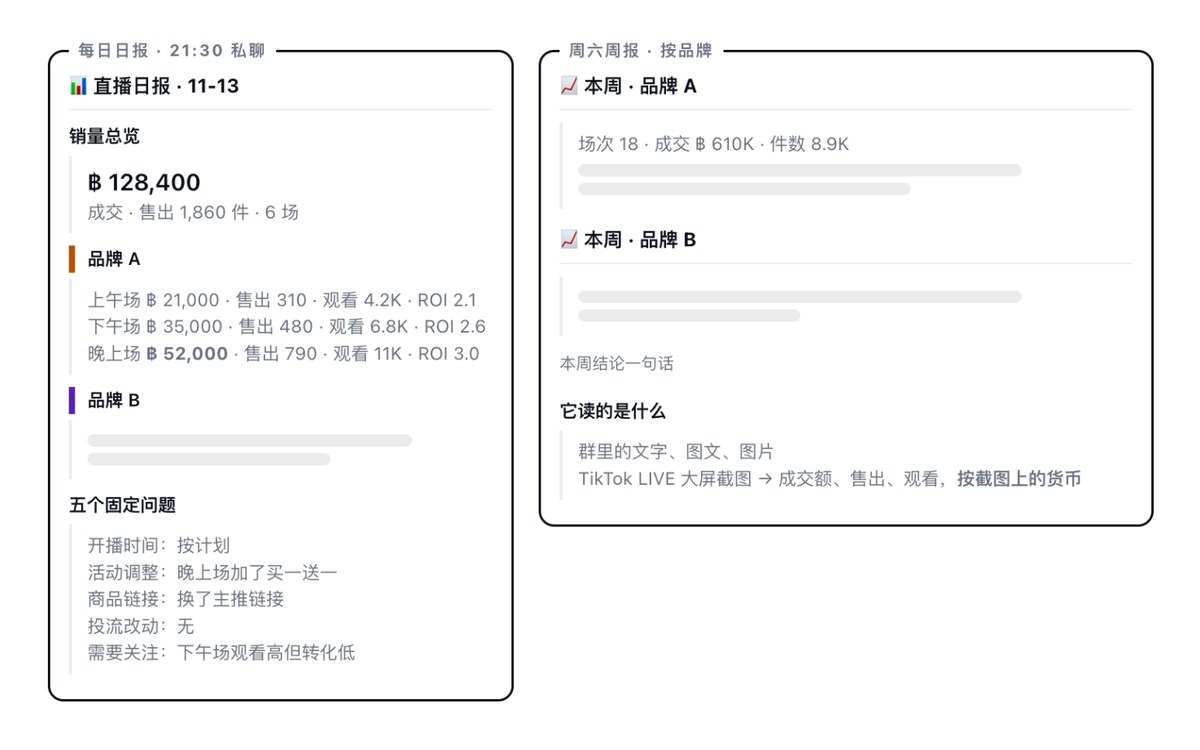 每日日报 · 21:30 私聊
直播日报 · 11-13
销量总览
฿ 128,400
成交 · 售出 1,860 件 · 6 场
品牌 A
上午场 ฿ 21,000 · 售出 310 · 观看 4.2K · ROI 2.1
下午场 ฿ 35,000 · 售出 480 · 观看 6.8K · ROI 2.6
晚上场 ฿ 52,000 · 售出 790 · 观看 11K · ROI 3.0
品牌 B
五个固定问题
开播时间：按计划
活动调整：晚上场加了买一送一
商品链接：换了主推链接
投流改动：无
需要关注：下午场观看高但转化低
周六周报 · 按品牌
本周 · 品牌 A
场次 18 · 成交 ฿ 610K · 件数 8.9K
本周 · 品牌 B
本周结论一句话
它读的是什么
群里的文字、图文、图片
TikTok LIVE 大屏截图 → 成交额、售出、观看，按截图上的货币